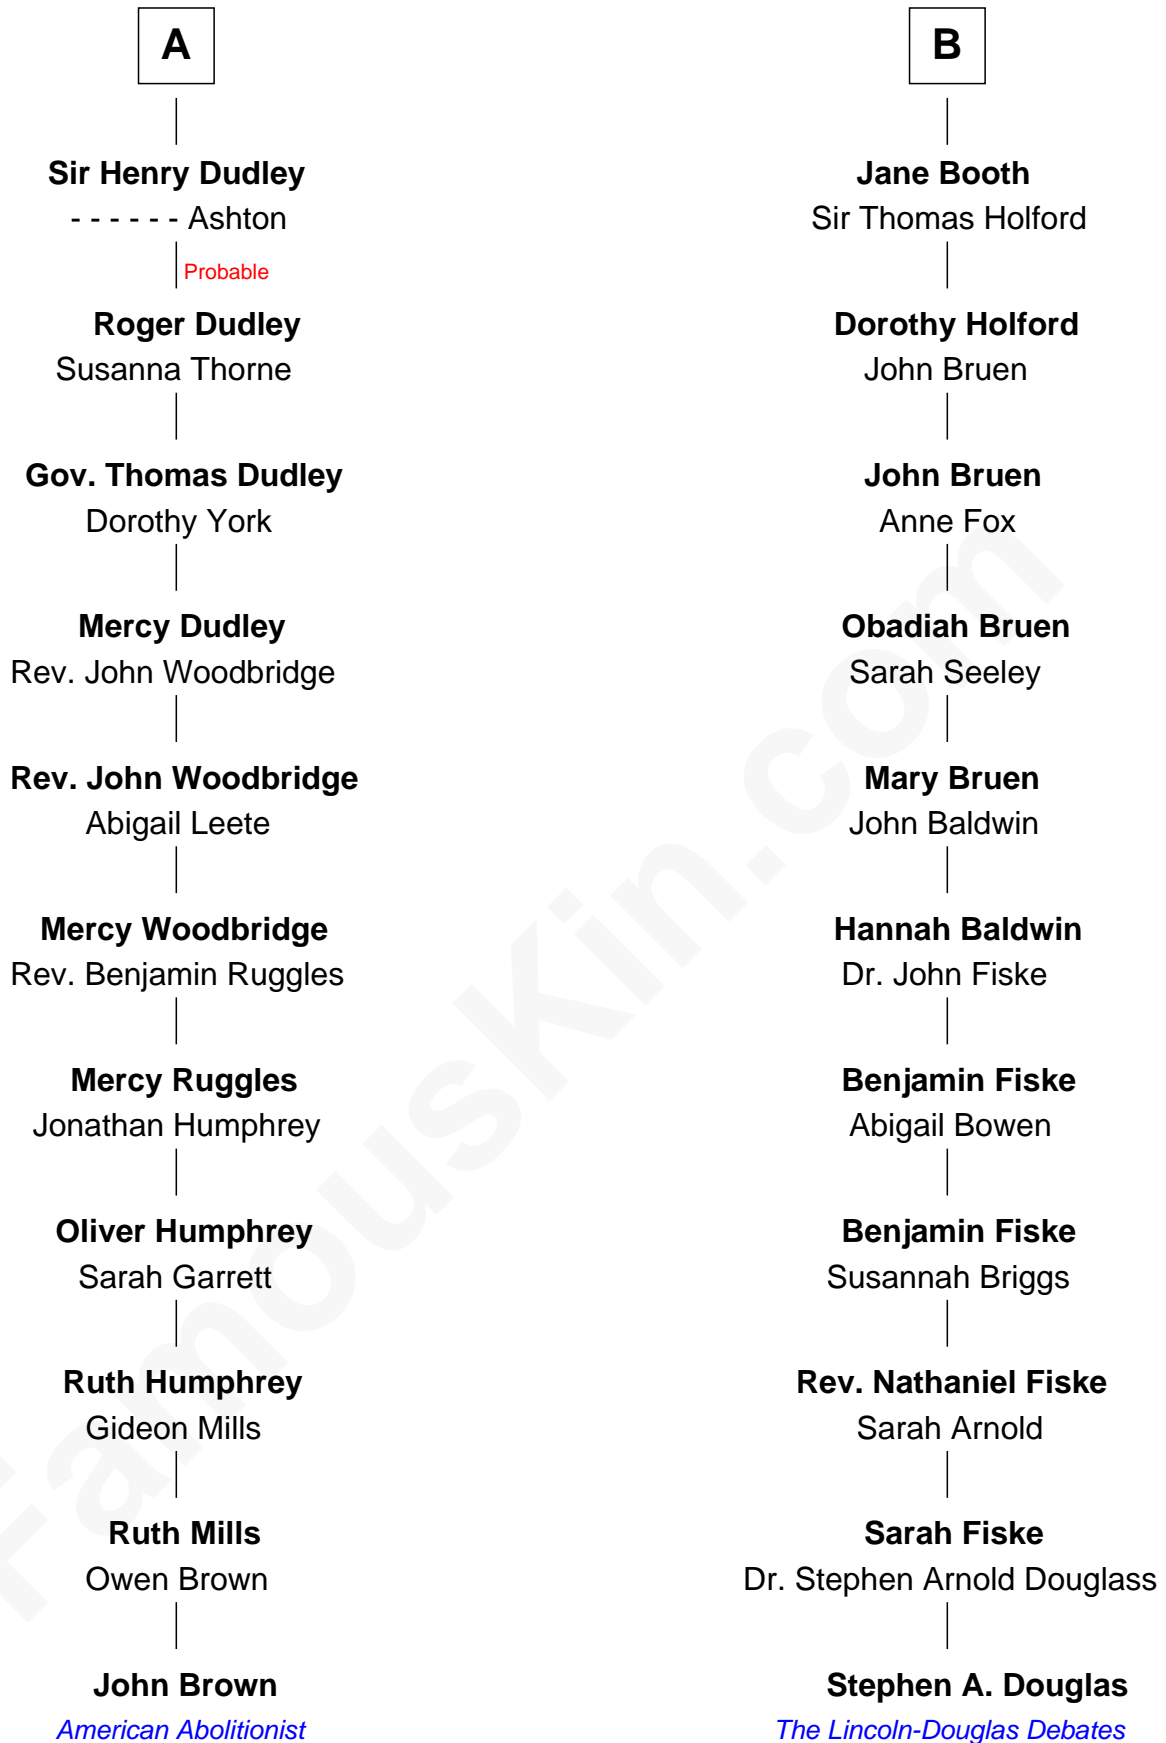 A
Sir Henry Dudley
- - - - - - Ashton
Probable
Roger Dudley
Susanna Thorne
Gov. Thomas Dudley
Dorothy York
Mercy Dudley
Rev. John Woodbridge
Rev. John Woodbridge
Abigail Leete
Mercy Woodbridge
Rev. Benjamin Ruggles
Mercy Ruggles
Jonathan Humphrey
Oliver Humphrey
Sarah Garrett
Ruth Humphrey
Gideon Mills
Ruth Mills
Owen Brown
John Brown
American Abolitionist
B
Jane Booth
Sir Thomas Holford
Dorothy Holford
John Bruen
John Bruen
Anne Fox
Obadiah Bruen
Sarah Seeley
Mary Bruen
John Baldwin
Hannah Baldwin
Dr. John Fiske
Benjamin Fiske
Abigail Bowen
Benjamin Fiske
Susannah Briggs
Rev. Nathaniel Fiske
Sarah Arnold
Sarah Fiske
Dr. Stephen Arnold Douglass
Stephen A. Douglas
The Lincoln-Douglas Debates
FamousKin.com